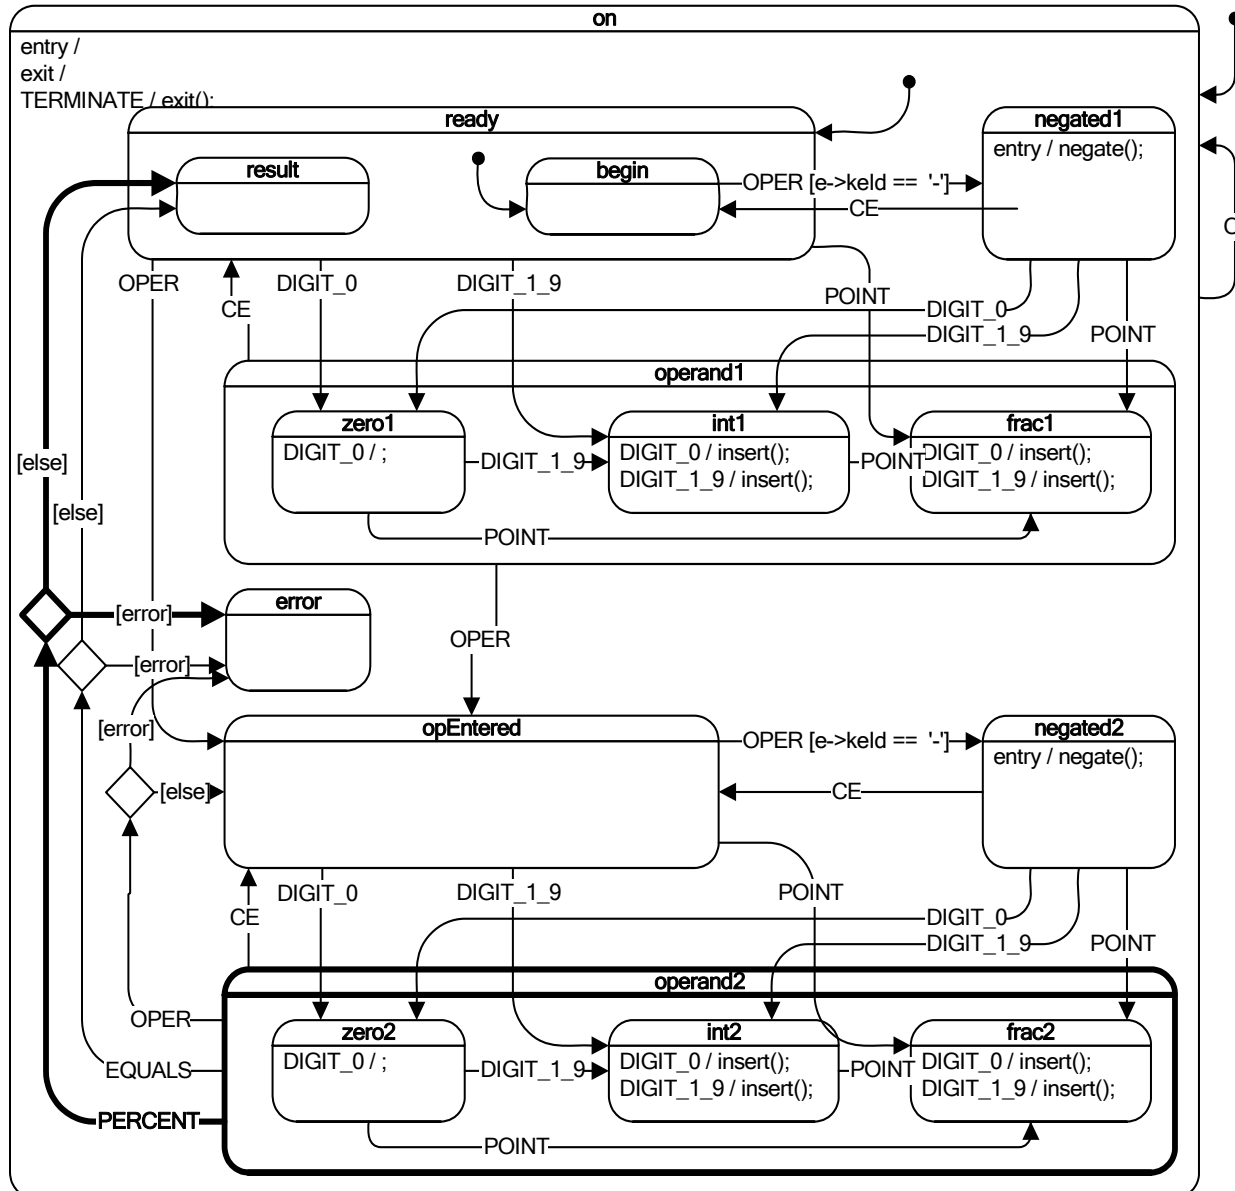 on
entry /
exit /
TERMINATE / exit();
ready
negated1
entry / negate();
result
begin
OPER [e->keId == '-']
CE
OPER
DIGIT_0
DIGIT_1_9
POINT
CE
DIGIT_0
DIGIT_1_9
POINT
operand1
zero1
DIGIT_0 / ;
DIGIT_1_9
int1
DIGIT_0 / insert();
DIGIT_1_9 / insert();
POINT
frac1
DIGIT_0 / insert();
DIGIT_1_9 / insert();
POINT
[else]
[else]
[error]
error
[error]
OPER
[error]
[else]
opEntered
OPER [e->keId == '-']
negated2
entry / negate();
CE
DIGIT_0
DIGIT_1_9
POINT
CE
DIGIT_0
DIGIT_1_9
POINT
operand2
OPER
EQUALS
PERCENT
zero2
DIGIT_0 / ;
DIGIT_1_9
int2
DIGIT_0 / insert();
DIGIT_1_9 / insert();
POINT
frac2
DIGIT_0 / insert();
DIGIT_1_9 / insert();
POINT